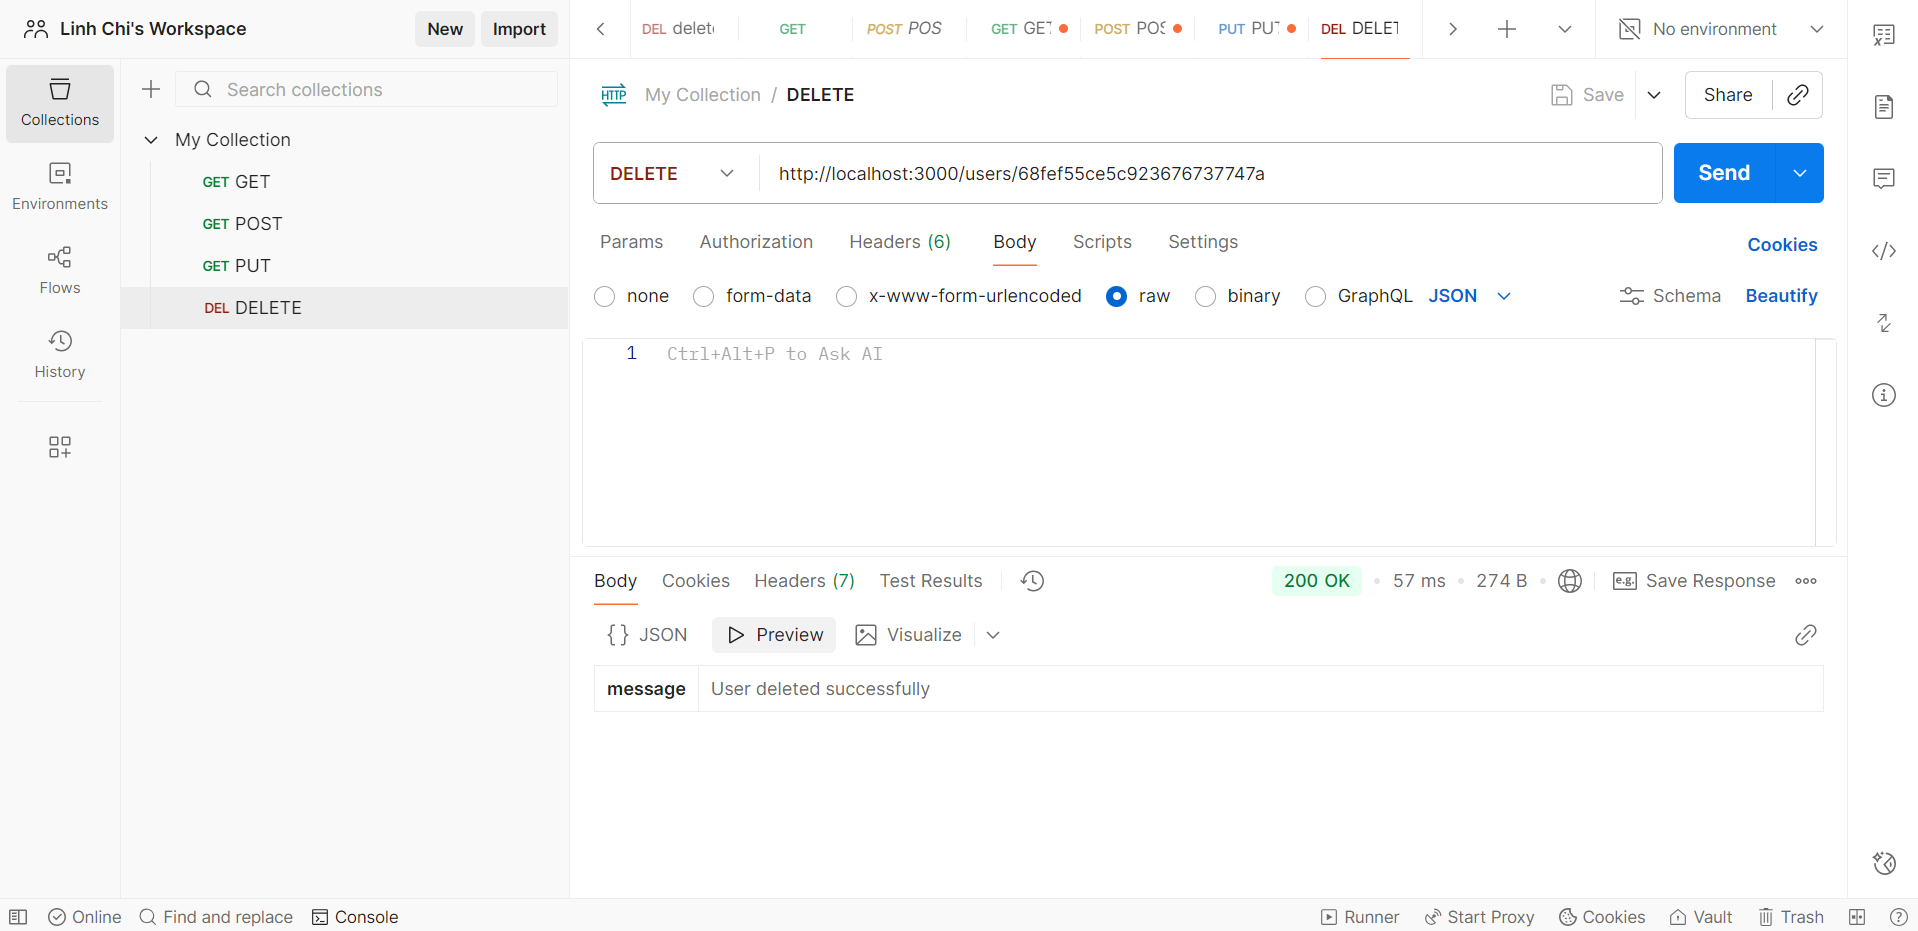 Linh Chi's Workspace
New
Import
DEL delet
GET
POST POS
GET GET
POST POS
PUT PUT
DEL DELET
No environment
Collections
Environments
Flows
History
Search collections
My Collection
GET GET
GET POST
GET PUT
DEL DELETE
HTTP My Collection / DELETE
Save
Share
DELETE
http://localhost:3000/users/68fef55ce5c923676737747a
Send
Params
Authorization
Headers (6)
Body
Scripts
Settings
Cookies
none
form-data
x-www-form-urlencoded
raw
binary
GraphQL
JSON
Schema
Beautify
1
Ctrl+Alt+P to Ask AI
Body
Cookies
Headers (7)
Test Results
200 OK
57 ms
274 B
e.g. Save Response
{} JSON
Preview
Visualize
message
User deleted successfully
Online
Find and replace
Console
Runner
Start Proxy
Cookies
Vault
Trash